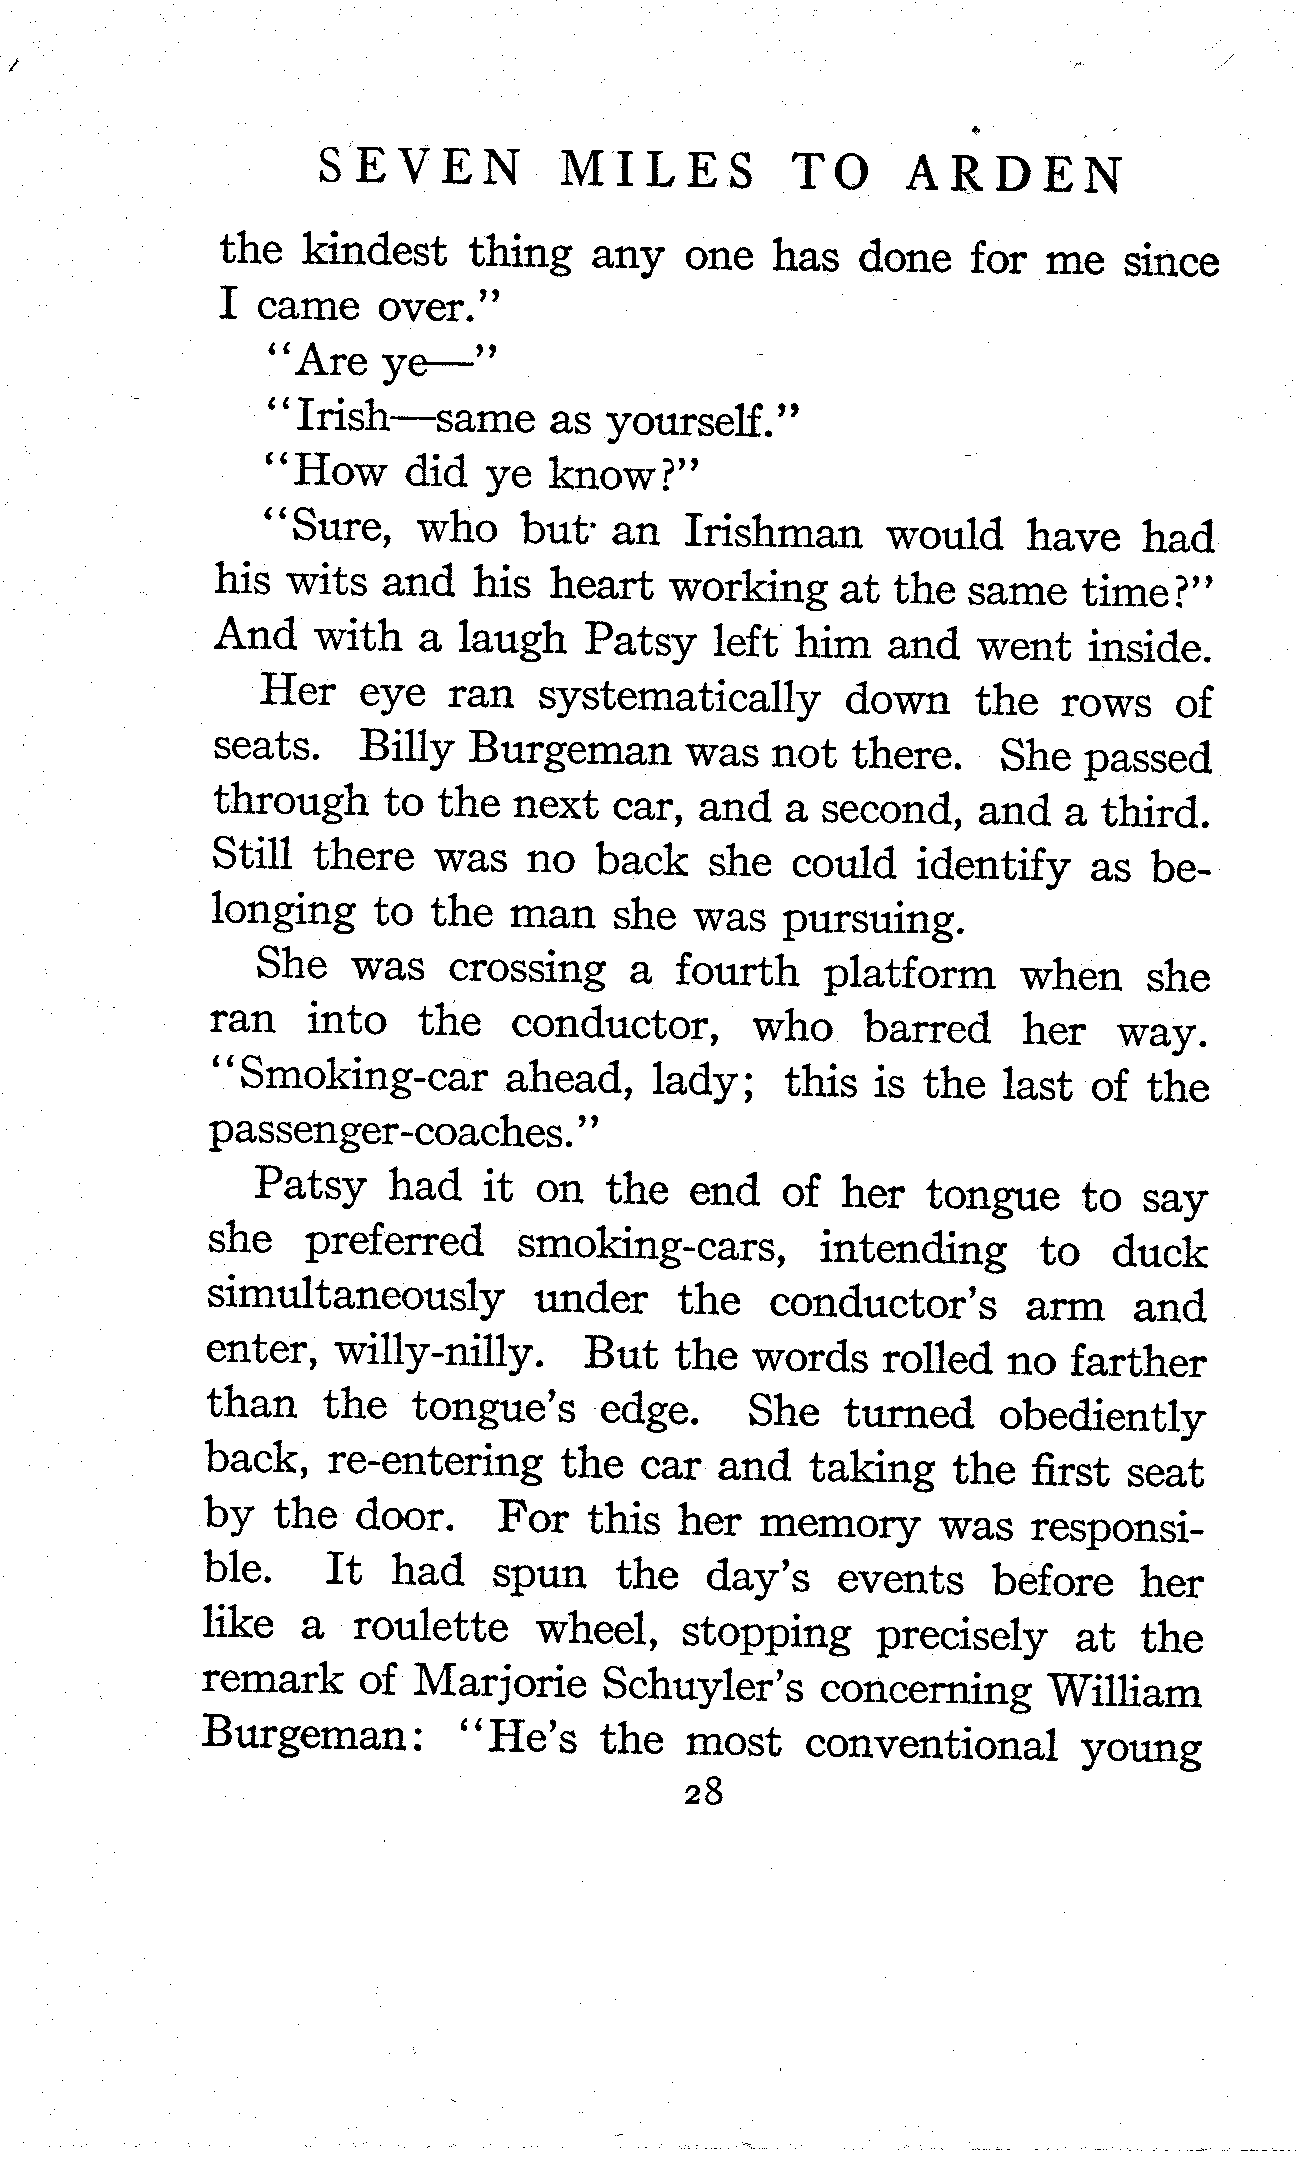 SEVEN MILES TO ARDEN
the kindest thing any one has done for me since
I came over."
"Are ye—"
"Irish—same as yourself."
"How did ye know?"
"Sure, who but an Irishman would have had
his wits and his heart working at the same time?"
And with a laugh Patsy left him and went inside.
Her eye ran systematically down the rows of
seats. Billy Burgeman was not there. She passed
through to the next car, and a second, and a third.
Still there was no back she could identify as be-
longing to the man she was pursuing.
She was crossing a fourth platform when she
ran into the conductor, who barred her way.
"Smoking-car ahead, lady; this is the last of the
passenger-coaches."
Patsy had it on the end of her tongue to say
she preferred smoking-cars, intending to duck
simultaneously under the conductor's arm and
enter, willy-nilly. But the words rolled no farther
than the tongue's edge. She turned obediently
back, re-entering the car and taking the first seat
by the door. For this her memory was responsi-
ble. It had spun the day's events before her
like a roulette wheel, stopping precisely at the
remark of Marjorie Schuyler's concerning William
Burgeman: "He's the most conventional young
28